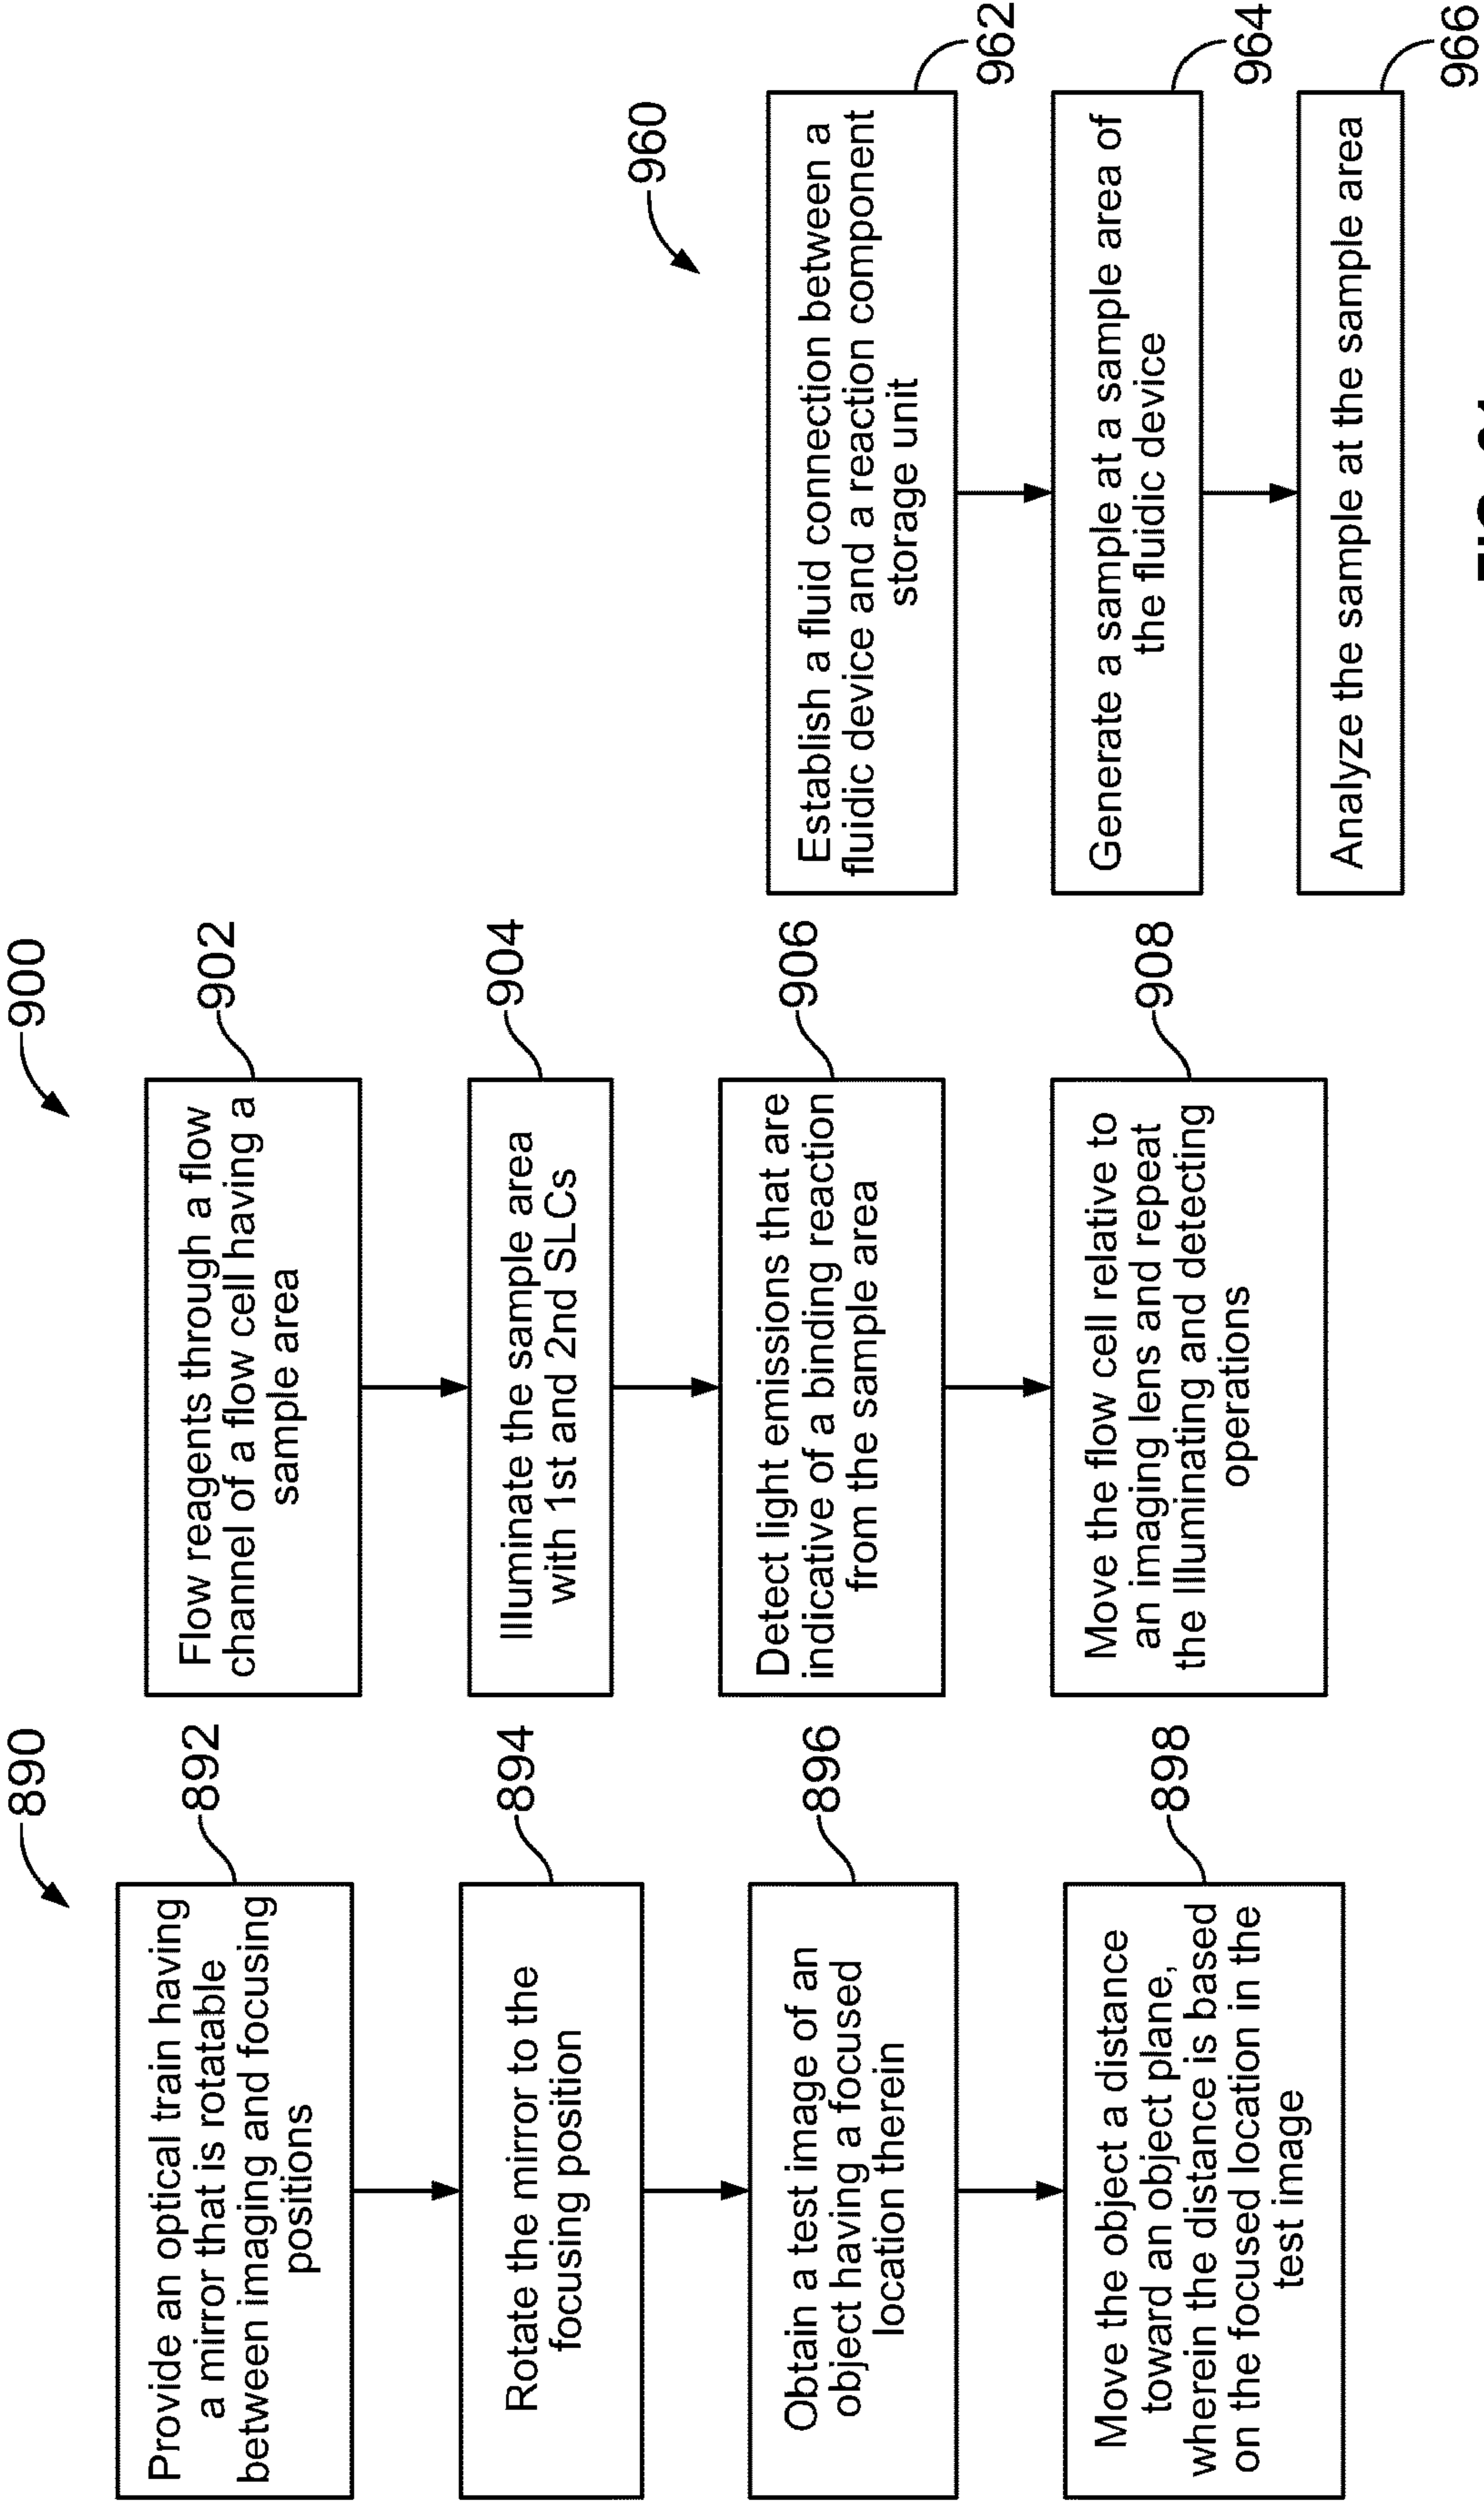 890
892
Provide an optical train having
a mirror that is rotatable
between imaging and focusing
positions
894
Rotate the mirror to the
focusing position
896
Obtain a test image of an
object having a focused
location therein
898
Move the object a distance
toward an object plane,
wherein the distance is based
on the focused location in the
test image
900
902
Flow reagents through a flow
channel of a flow cell having a
sample area
904
Illuminate the sample area
with 1st and 2nd SLCs
906
Detect light emissions that are
indicative of a binding reaction
from the sample area
908
Move the flow cell relative to
an imaging lens and repeat
the illuminating and detecting
operations
960
Establish a fluid connection between a
fluidic device and a reaction component
storage unit
962
Generate a sample at a sample area of
the fluidic device
964
Analyze the sample at the sample area
966